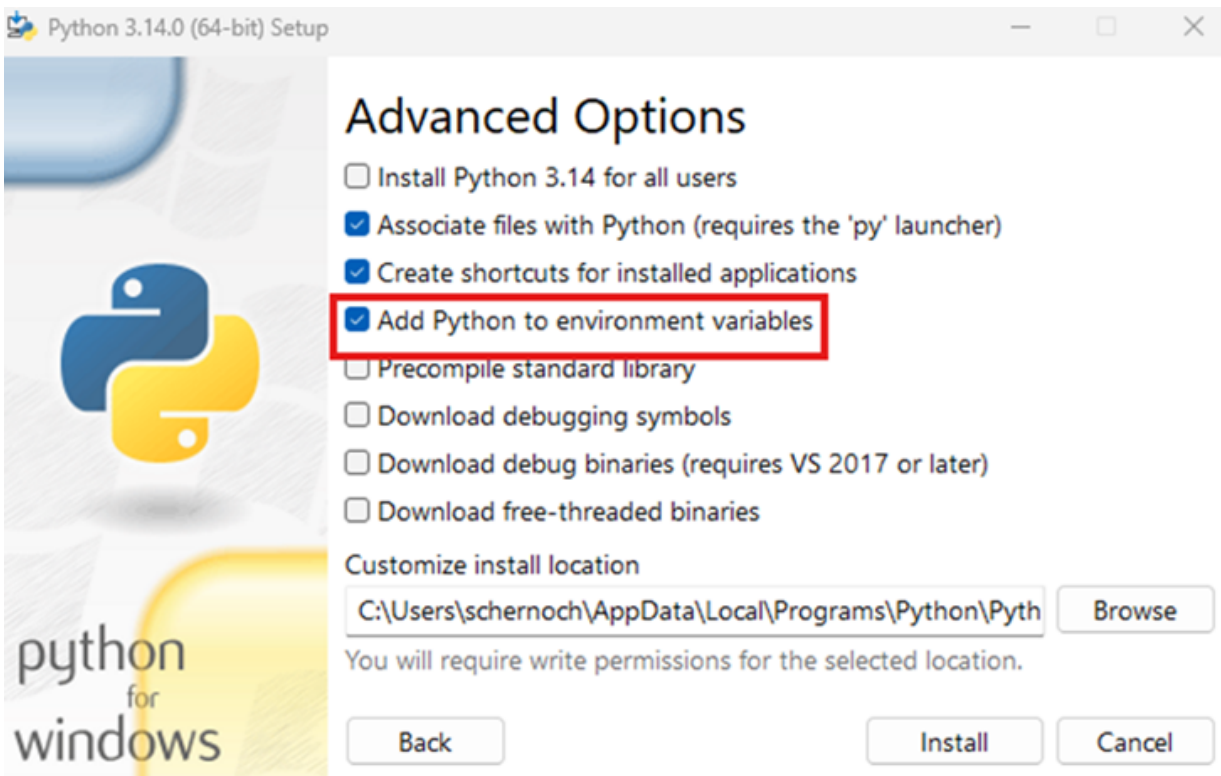 Python 3.14.0 (64-bit) Setup
Advanced Options
Install Python 3.14 for all users
Associate files with Python (requires the 'py' launcher)
Create shortcuts for installed applications
Add Python to environment variables
Precompile standard library
Download debugging symbols
Download debug binaries (requires VS 2017 or later)
Download free-threaded binaries
Customize install location
C:\Users\schernoch\AppData\Local\Programs\Python\Pyth
Browse
You will require write permissions for the selected location.
python
for
windows
Back
Install
Cancel